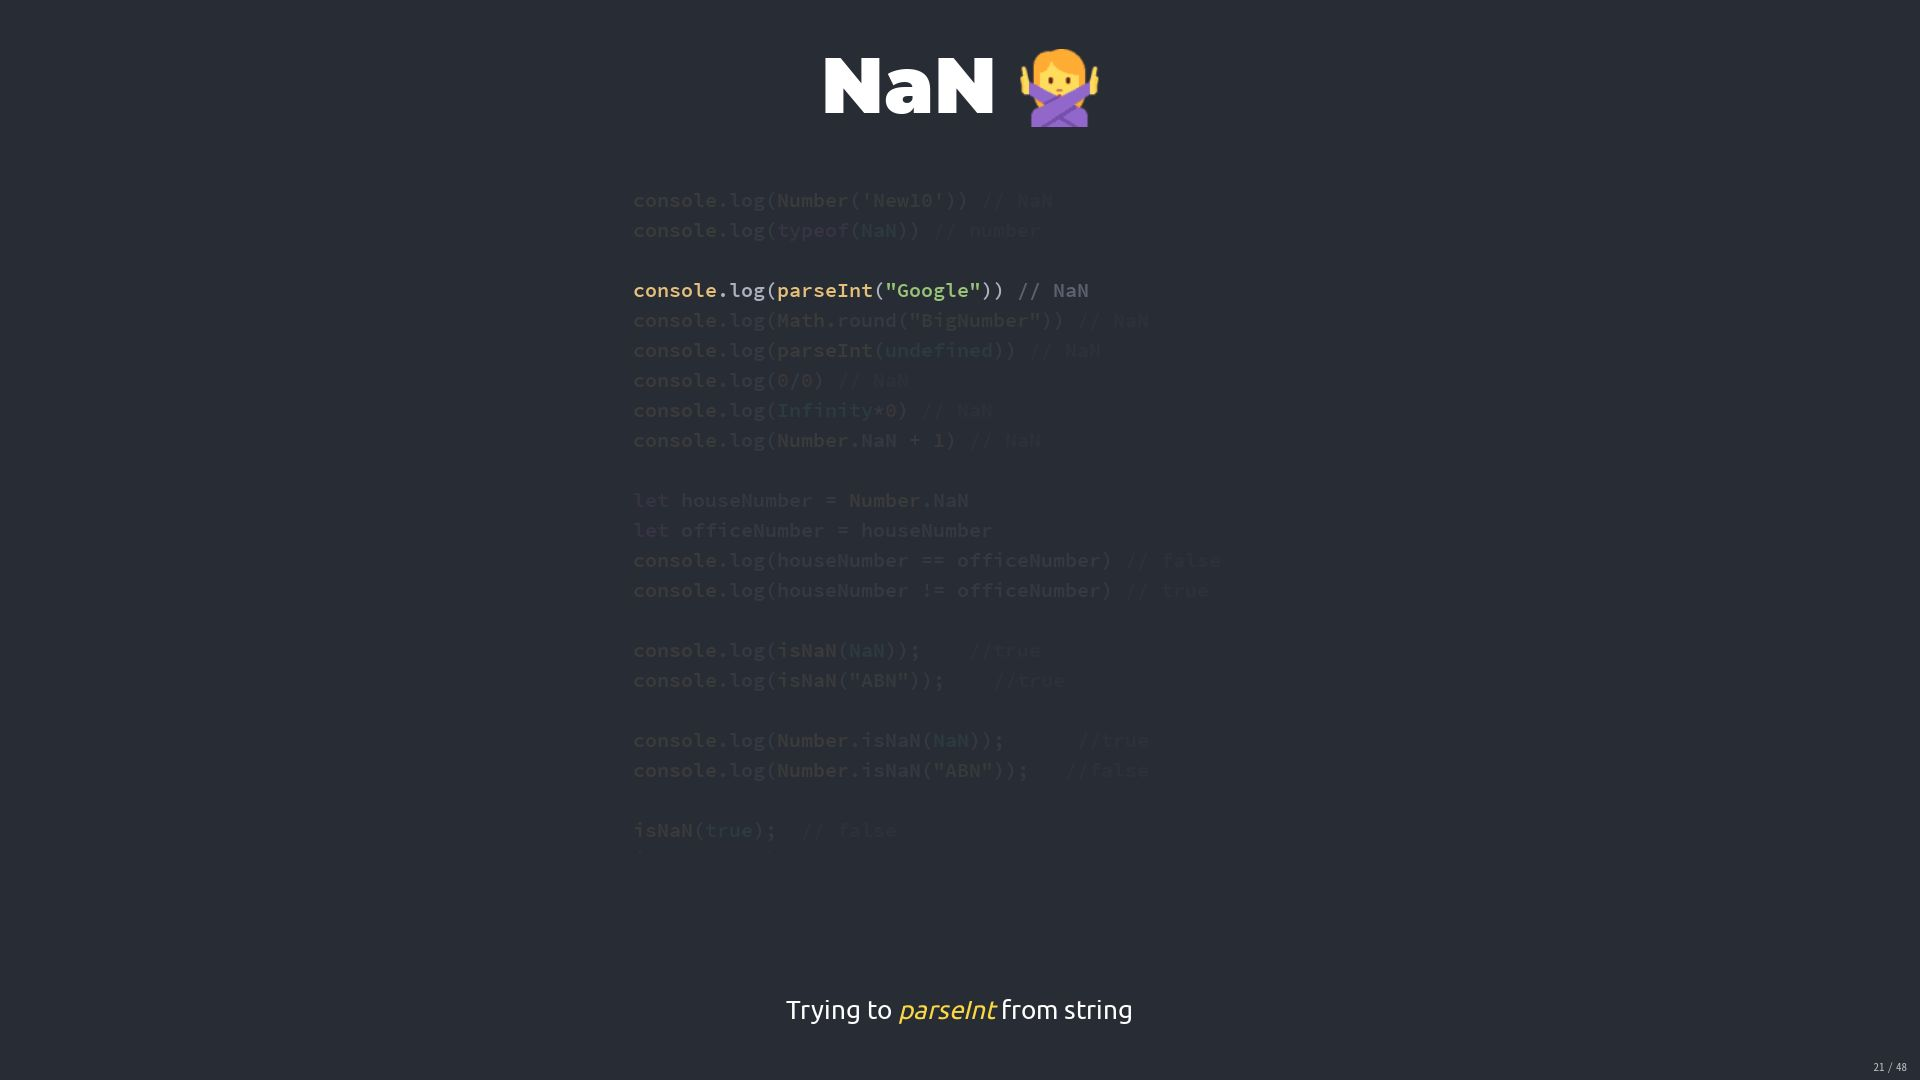 NaN 🙅
console.log(Number('New10')) // NaN
console.log(typeof(NaN)) // number
console.log(parseInt("Google")) // NaN
console.log(Math.round("BigNumber")) // NaN
console.log(parseInt(undefined)) // NaN
console.log(0/0) // NaN
console.log(Infinity*0) // NaN
console.log(Number.NaN + 1) // NaN
let houseNumber = Number.NaN
let officeNumber = houseNumber
console.log(houseNumber == officeNumber) // false
console.log(houseNumber != officeNumber) // true
console.log(isNaN(NaN));    //true
console.log(isNaN("ABN"));    //true
console.log(Number.isNaN(NaN));      //true
console.log(Number.isNaN("ABN"));   //false
isNaN(true);  // false
Trying to parseInt from string
21 / 48